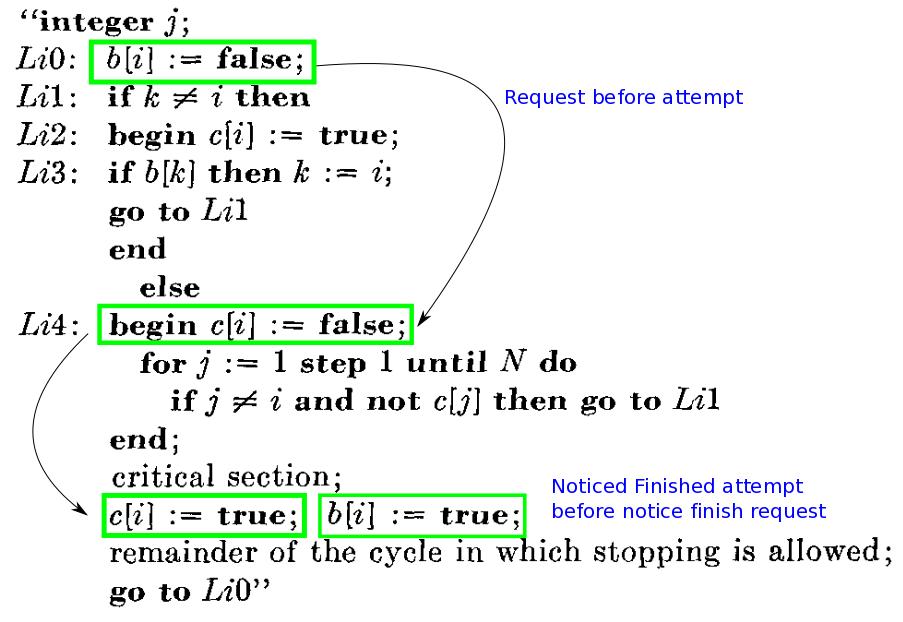 “integer j;
Li0: b[i] := false;
Li1: if k ≠ i then
Li2: begin c[i] := true;
Li3: if b[k] then k := i;
go to Li1
end
else
Li4: begin c[i] := false;
for j := 1 step 1 until N do
if j ≠ i and not c[j] then go to Li1
end;
critical section;
c[i] := true; b[i] := true;
remainder of the cycle in which stopping is allowed;
go to Li0”
Request before attempt
Noticed Finished attempt
before notice finish request